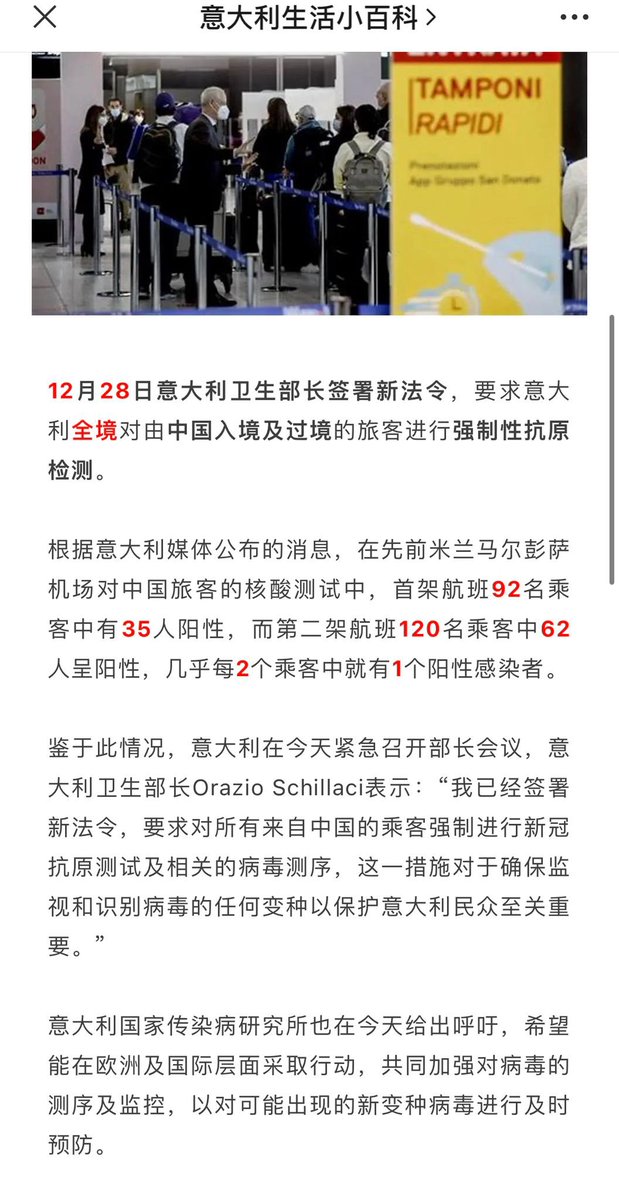 意大利生活小百科
TAMPONI
RAPIDI
Prenotazioni
App Gruppo San Donato
12月28日意大利卫生部长签署新法令，要求意大
利全境对由中国入境及过境的旅客进行强制性抗原
检测。
根据意大利媒体公布的消息，在先前米兰马尔彭萨
机场对中国旅客的核酸测试中，首架航班92名乘
客中有35人阳性，而第二架航班120名乘客中62
人呈阳性，几乎每2个乘客中就有1个阳性感染者。
鉴于此情况，意大利在今天紧急召开部长会议，意
大利卫生部长Orazio Schillaci表示：“我已经签署
新法令，要求对所有来自中国的乘客强制进行新冠
抗原测试及相关的病毒测序，这一措施对于确保监
视和识别病毒的任何变种以保护意大利民众至关重
要。”
意大利国家传染病研究所也在今天给出呼吁，希望
能在欧洲及国际层面采取行动，共同加强对病毒的
测序及监控，以对可能出现的新变种病毒进行及时
预防。